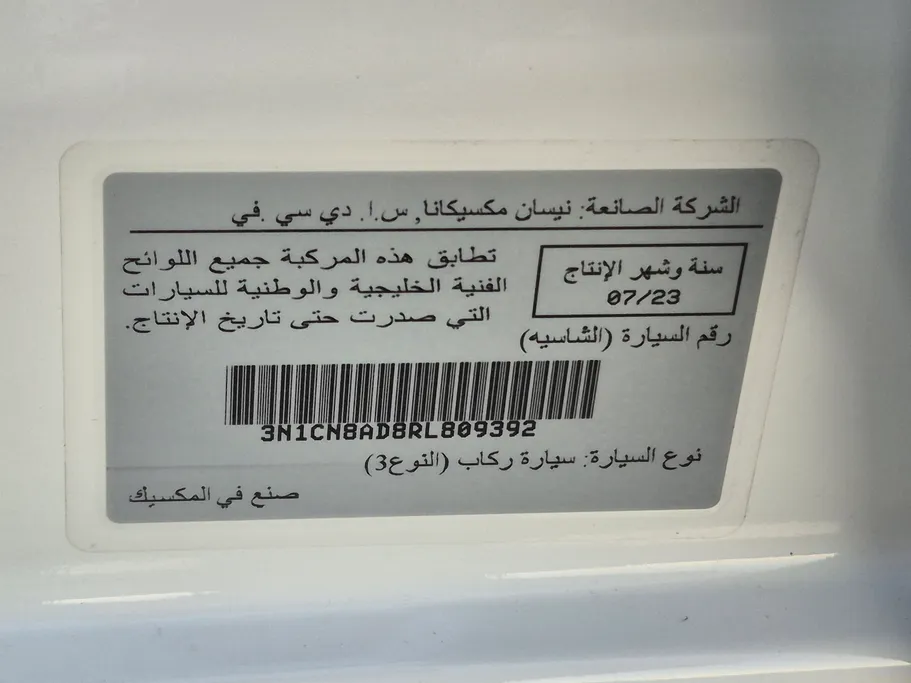 الشركة الصانعة: نيسان مكسيكانا, س.ا. دي سي .في
سنة وشهر الإنتاج
07/23
تطابق هذه المركبة جميع اللوائح
الفنية الخليجية والوطنية للسيارات
التي صدرت حتى تاريخ الإنتاج.
رقم السيارة (الشاسيه)
3N1CN8AD8RL809392
نوع السيارة: سيارة ركاب (النوع3)
صنع في المكسيك